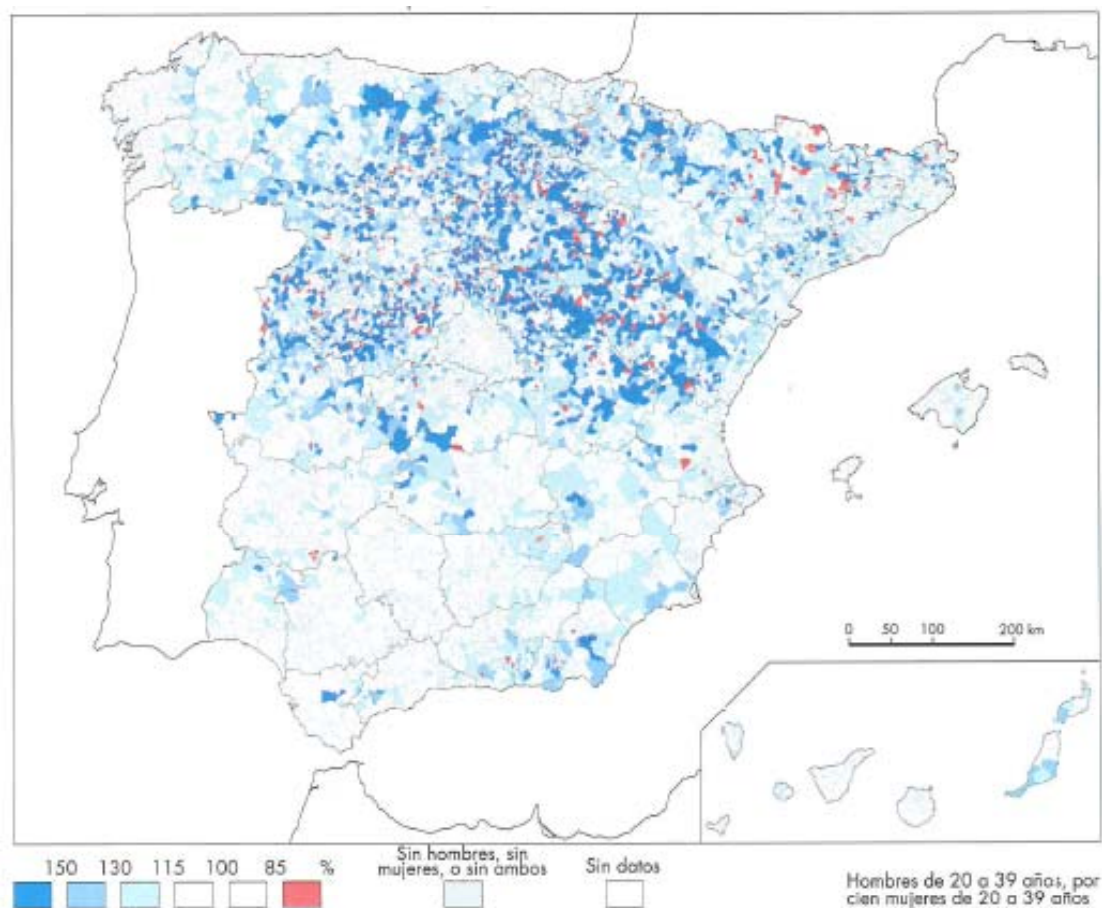 0 50 100 200 km
150 130 115 100 85 %
Sin hombres, sin
mujeres, o sin ambos
Sin datos
Hombres de 20 a 39 años, por
cien mujeres de 20 a 39 años